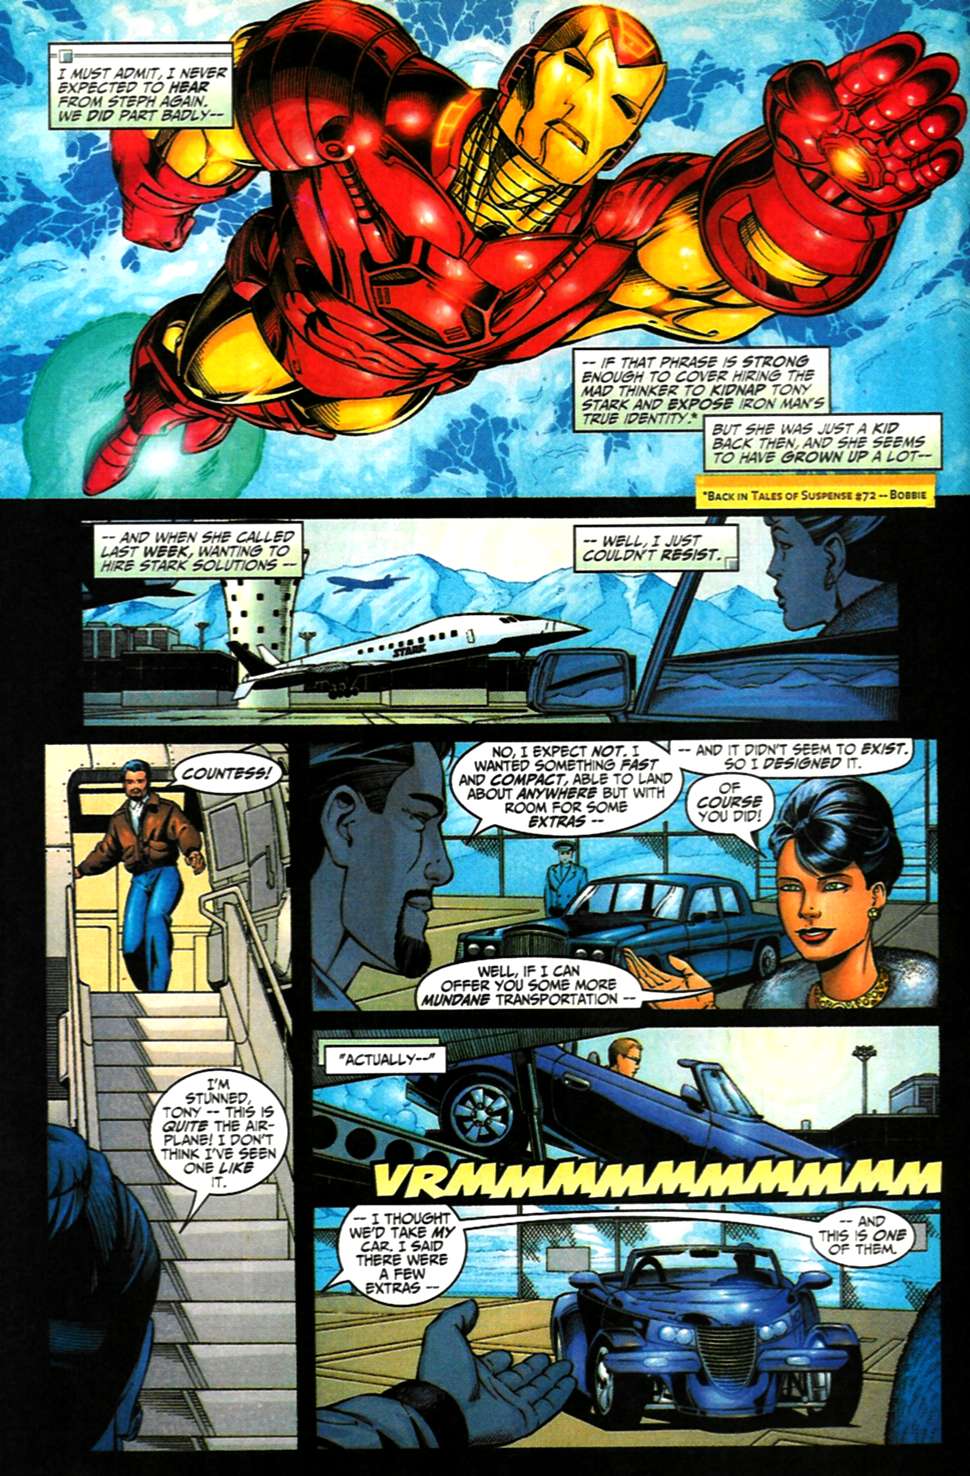 I MUST ADMIT, I NEVER
EXPECTED TO HEAR
FROM STEPH AGAIN.
WE DID PART BADLY--
-- IF THAT PHRASE IS STRONG
ENOUGH TO COVER HIRING THE
MAD THINKER TO KIDNAP TONY
STARK AND EXPOSE IRON MAN'S
TRUE IDENTITY.*
BUT SHE WAS JUST A KID
BACK THEN, AND SHE SEEMS
TO HAVE GROWN UP A LOT--
*BACK IN TALES OF SUSPENSE #72 -- BOBBIE
-- AND WHEN SHE CALLED
LAST WEEK, WANTING TO
HIRE STARK SOLUTIONS --
-- WELL, I JUST
COULDN'T RESIST.
STARK
COUNTESS!
I'M
STUNNED,
TONY -- THIS IS
QUITE THE AIR-
PLANE! I DON'T
THINK I'VE SEEN
ONE LIKE
IT.
NO, I EXPECT NOT. I
WANTED SOMETHING FAST
AND COMPACT, ABLE TO LAND
ABOUT ANYWHERE BUT WITH
ROOM FOR SOME
EXTRAS --
-- AND IT DIDN'T SEEM TO EXIST.
SO I DESIGNED IT.
OF
COURSE
YOU DID!
WELL, IF I CAN
OFFER YOU SOME MORE
MUNDANE TRANSPORTATION --
"ACTUALLY--"
VRMMMMMMMMMM
-- I THOUGHT
WE'D TAKE MY
CAR. I SAID
THERE WERE
A FEW
EXTRAS --
-- AND
THIS IS ONE
OF THEM.